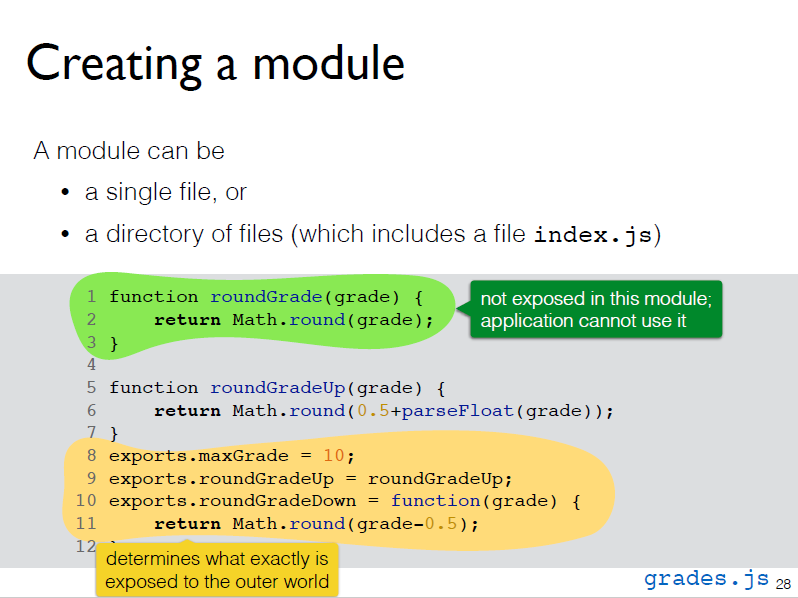 Creating a module
A module can be
• a single file, or
• a directory of files (which includes a file index.js)
1 function roundGrade(grade) {
2 return Math.round(grade);
3 }
4
5 function roundGradeUp(grade) {
6 return Math.round(0.5+parseFloat(grade));
7 }
8 exports.maxGrade = 10;
9 exports.roundGradeUp = roundGradeUp;
10 exports.roundGradeDown = function(grade) {
11 return Math.round(grade-0.5);
12
not exposed in this module;
application cannot use it
determines what exactly is
exposed to the outer world
grades.js
28